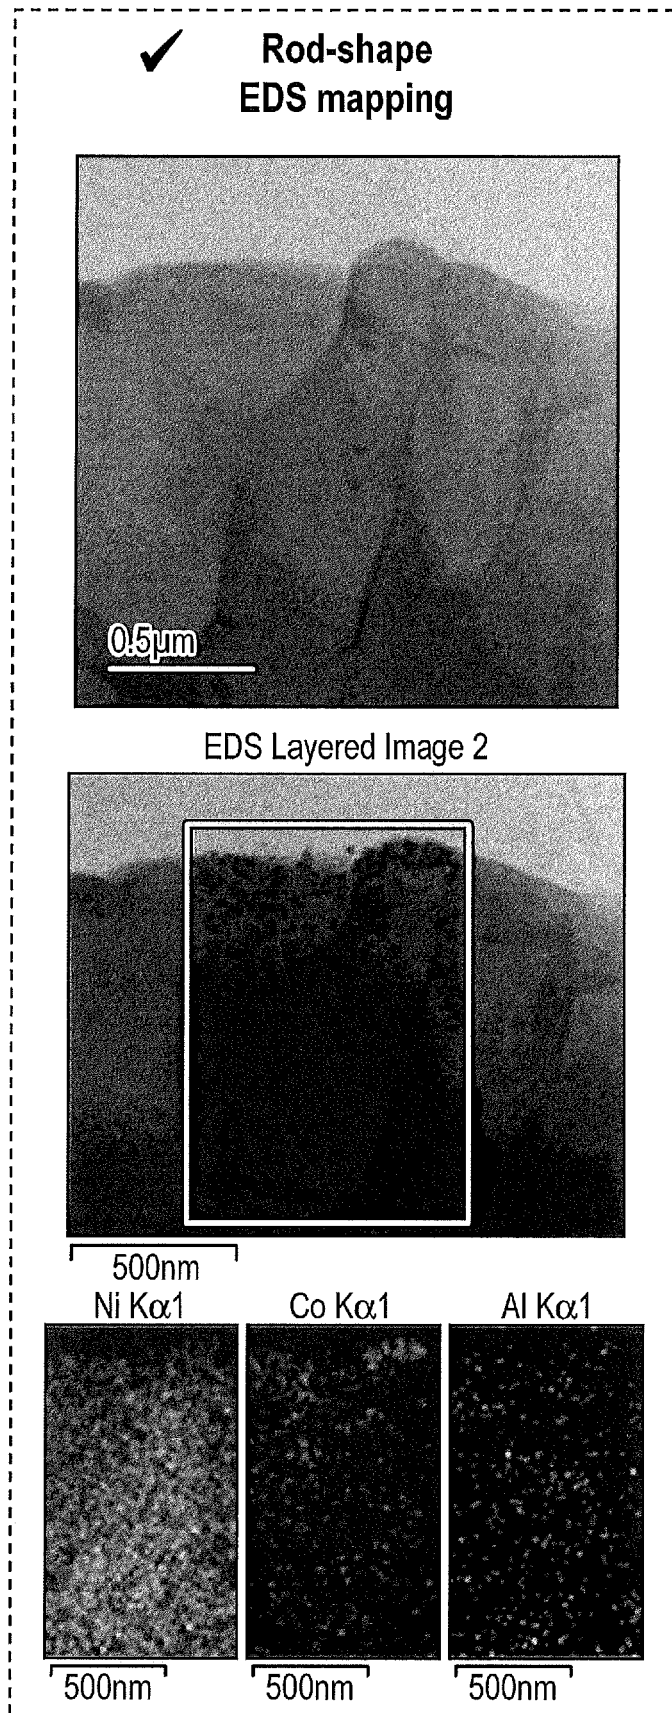 ✓ Rod-shape
EDS mapping
0.5µm
EDS Layered Image 2
500nm
Ni Kα1 Co Kα1 Al Kα1
500nm 500nm 500nm